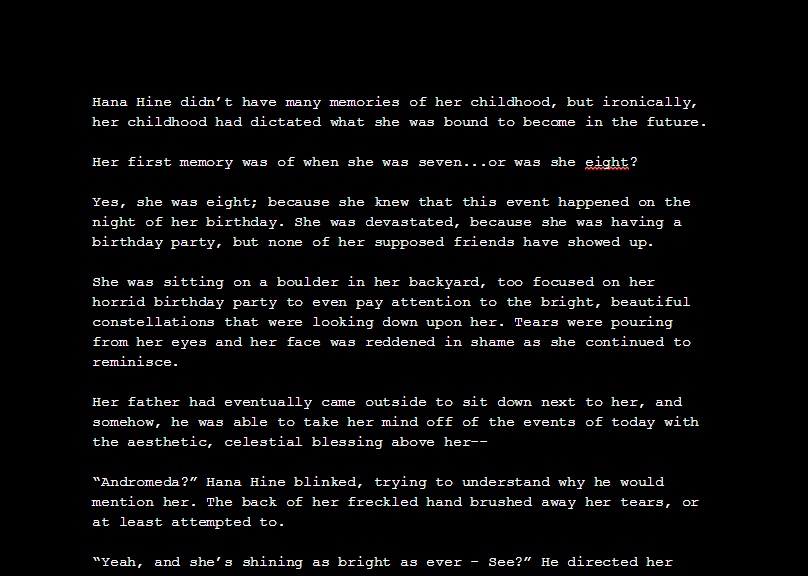 Hana Hine didn’t have many memories of her childhood, but ironically,
her childhood had dictated what she was bound to become in the future.
Her first memory was of when she was seven...or was she eight?
Yes, she was eight; because she knew that this event happened on the
night of her birthday. She was devastated, because she was having a
birthday party, but none of her supposed friends have showed up.
She was sitting on a boulder in her backyard, too focused on her
horrid birthday party to even pay attention to the bright, beautiful
constellations that were looking down upon her. Tears were pouring
from her eyes and her face was reddened in shame as she continued to
reminisce.
Her father had eventually came outside to sit down next to her, and
somehow, he was able to take her mind off of the events of today with
the aesthetic, celestial blessing above her--
“Andromeda?” Hana Hine blinked, trying to understand why he would
mention her. The back of her freckled hand brushed away her tears, or
at least attempted to.
“Yeah, and she’s shining as bright as ever – See?” He directed her